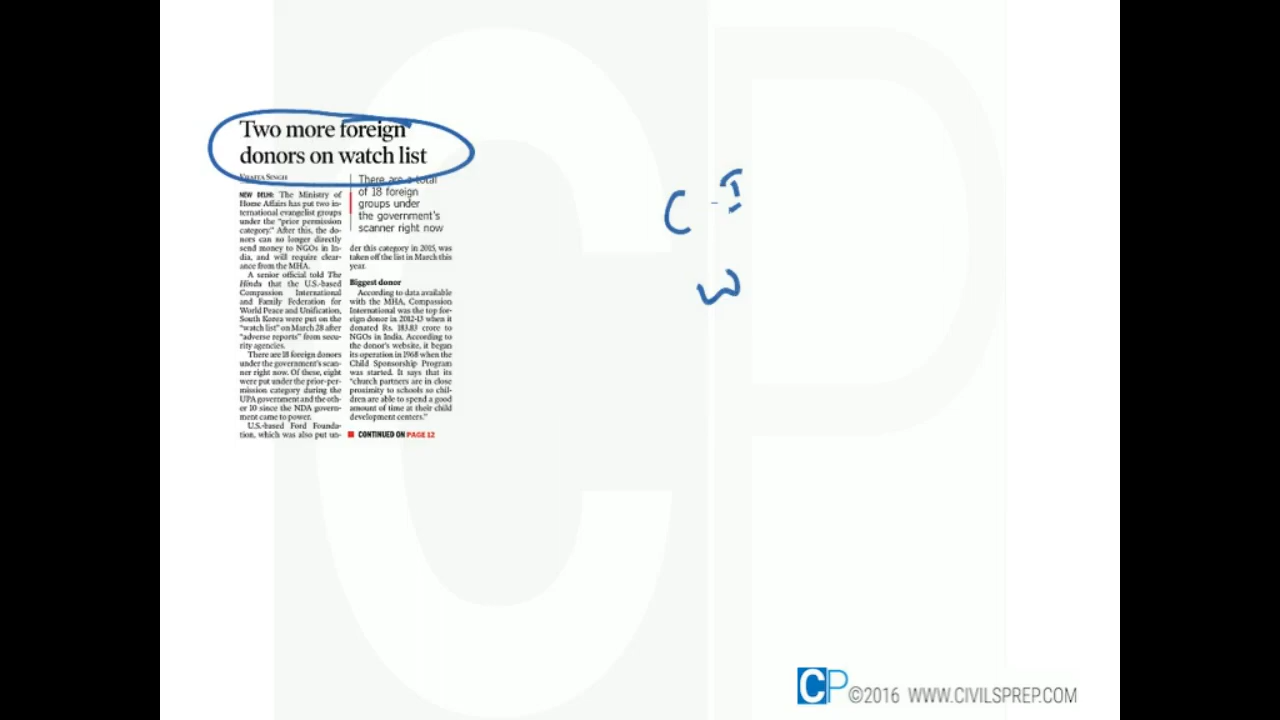 Two more foreign
donors on watch list
There are a total
of 18 foreign
groups under
the government's
scanner right now
NEW DELHI: The Ministry of
Home Affairs has put two in-
ternational evangelist groups
under the "prior permission
category." After this, the do-
nors can no longer directly
send money to NGOs in In-
dia, and will require clear-
ance from the MHA.
A senior official told The
Hindu that the U.S.-based
Compassion International
and Family Federation for
World Peace and Unification,
South Korea were put on the
"watch list" on March 28 after
"adverse reports" from secu-
rity agencies.
There are 18 foreign donors
under the government's scan-
ner right now. Of these, eight
were put under the prior-per-
mission category during the
UPA government and the oth-
er 10 since the NDA govern-
ment came to power.
U.S.-based Ford Founda-
tion, which was also put un-
der this category in 2015, was
taken off the list in March this
year.
Biggest donor
According to data available
with the MHA, Compassion
International was the top for-
eign donor in 2012-13 when it
donated Rs. 183.83 crore to
NGOs in India. According to
the donor's website, it began
its operation in 1968 when the
Child Sponsorship Program
was started. It says that its
"church partners are in close
proximity to schools so chil-
dren are able to spend a good
amount of time at their child
development centers."
CONTINUED ON PAGE 12
C I
W
CP ©2016 WWW.CIVILSPREP.COM